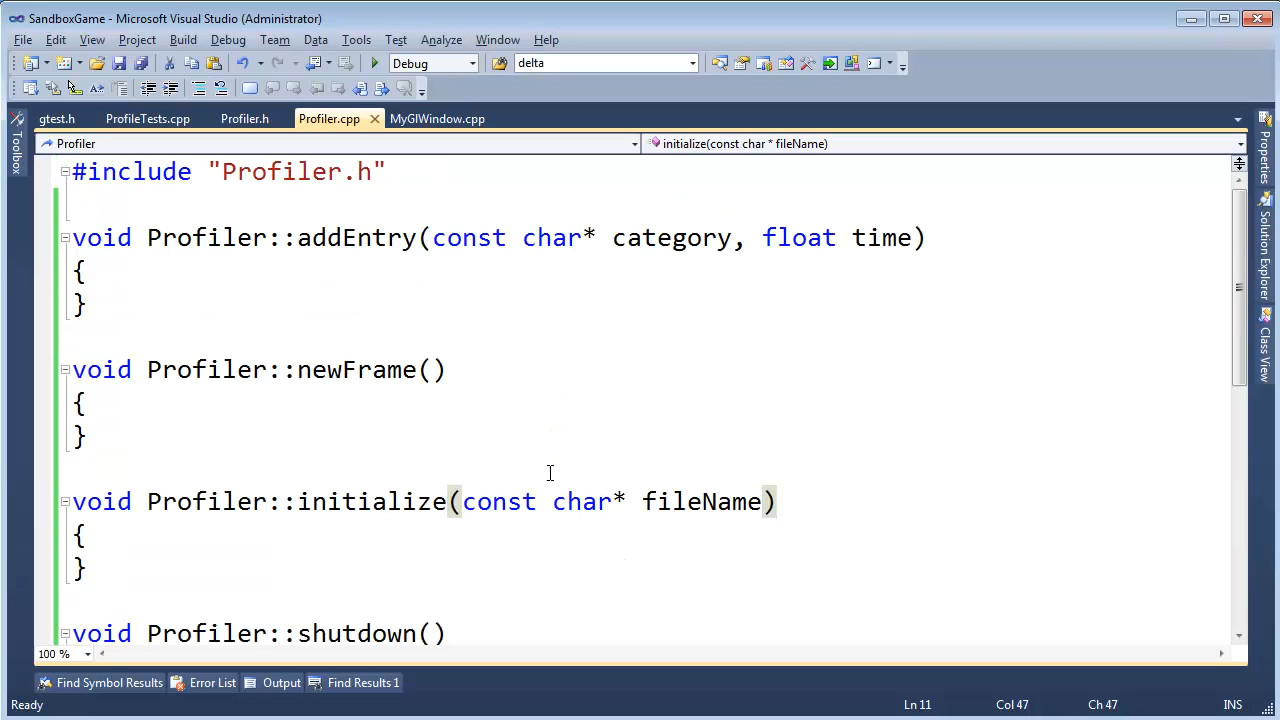 SandboxGame - Microsoft Visual Studio (Administrator)
File Edit View Project Build Debug Team Data Tools Test Analyze Window Help
Debug delta
gtest.h ProfileTests.cpp Profiler.h Profiler.cpp MyGlWindow.cpp
Profiler initialize(const char * fileName)
Toolbox
Properties
Solution Explorer
Class View
#include "Profiler.h"
void Profiler::addEntry(const char* category, float time)
{
}
void Profiler::newFrame()
{
}
void Profiler::initialize(const char* fileName)
{
}
void Profiler::shutdown()
100 %
Find Symbol Results Error List Output Find Results 1
Ready Ln 11 Col 47 Ch 47 INS